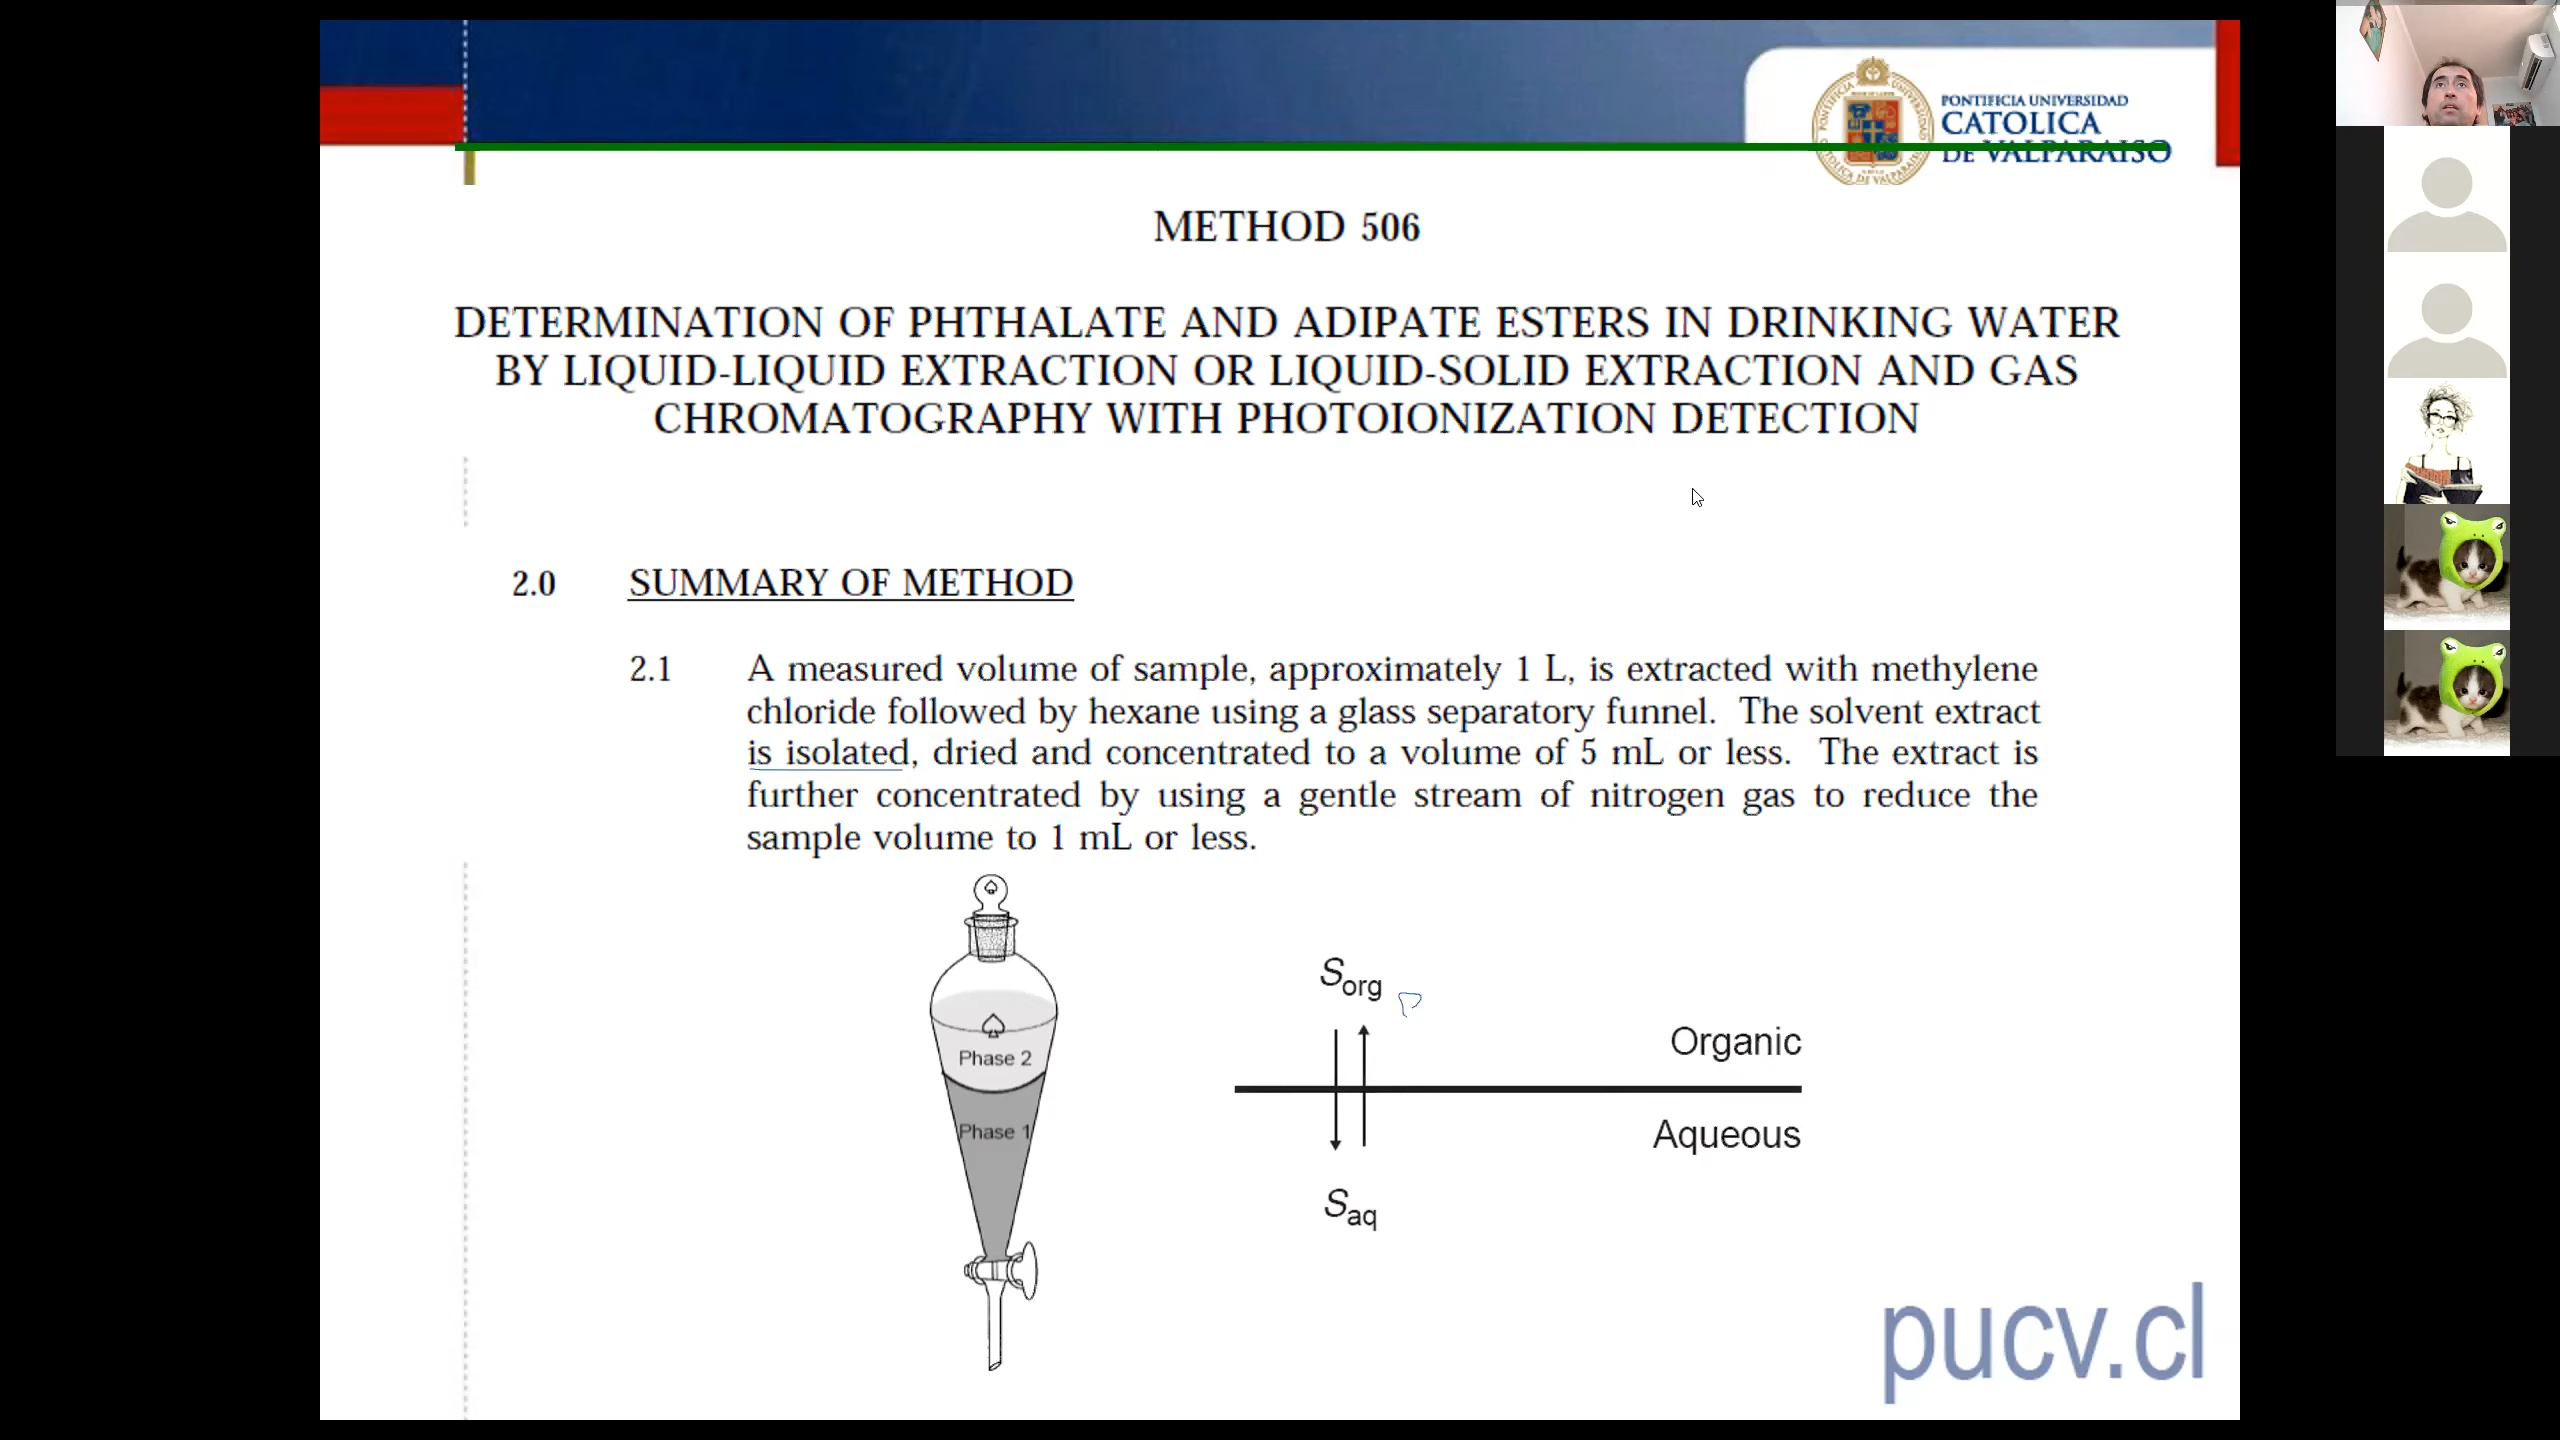 PONTIFICIA UNIVERSIDAD
CATOLICA
DE VALPARAISO
METHOD 506
DETERMINATION OF PHTHALATE AND ADIPATE ESTERS IN DRINKING WATER
BY LIQUID-LIQUID EXTRACTION OR LIQUID-SOLID EXTRACTION AND GAS
CHROMATOGRAPHY WITH PHOTOIONIZATION DETECTION
2.0 SUMMARY OF METHOD
2.1 A measured volume of sample, approximately 1 L, is extracted with methylene
chloride followed by hexane using a glass separatory funnel. The solvent extract
is isolated, dried and concentrated to a volume of 5 mL or less. The extract is
further concentrated by using a gentle stream of nitrogen gas to reduce the
sample volume to 1 mL or less.
Phase 2
Phase 1
Sorg
Organic
Aqueous
Saq
pucv.cl